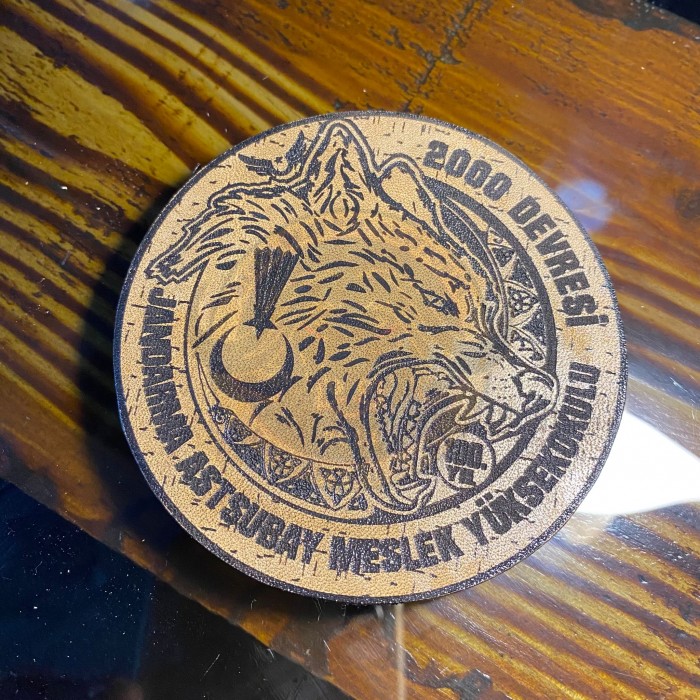 2000 DEVRESİ
JANDARMA ASTSUBAY MESLEK YÜKSEKOKULU
100.
YIL